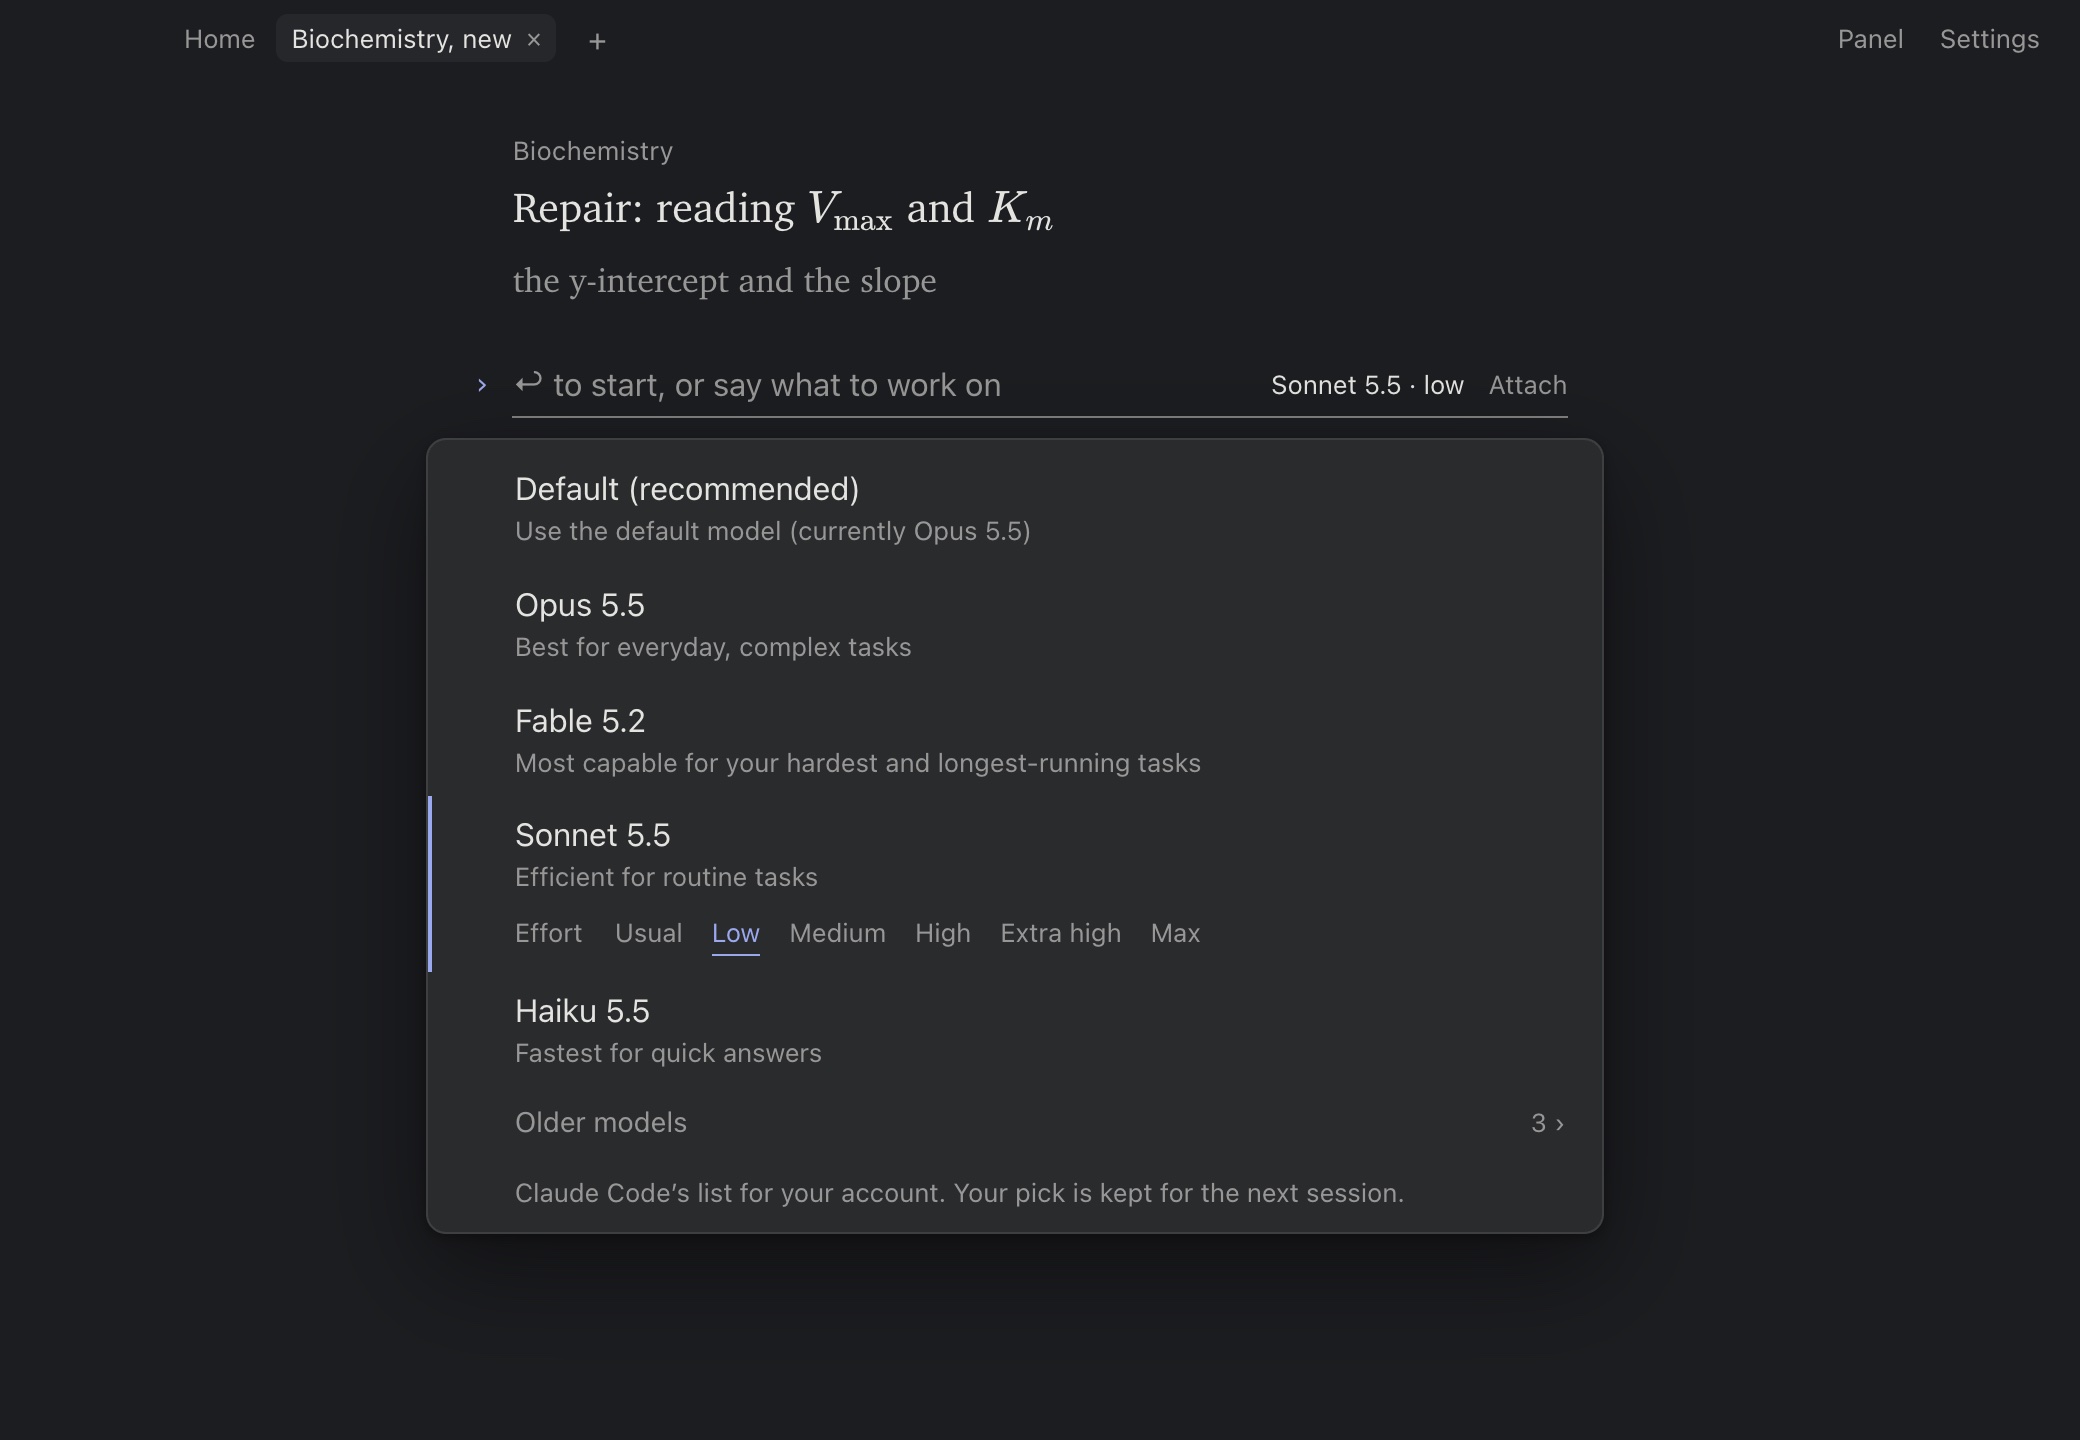 Home Biochemistry, new × + Panel Settings
Biochemistry
Repair: reading Vmax and Km
the y-intercept and the slope
› ↩ to start, or say what to work on Sonnet 5.5 · low Attach
Default (recommended)
Use the default model (currently Opus 5.5)
Opus 5.5
Best for everyday, complex tasks
Fable 5.2
Most capable for your hardest and longest-running tasks
Sonnet 5.5
Efficient for routine tasks
Effort Usual Low Medium High Extra high Max
Haiku 5.5
Fastest for quick answers
Older models 3 ›
Claude Code’s list for your account. Your pick is kept for the next session.